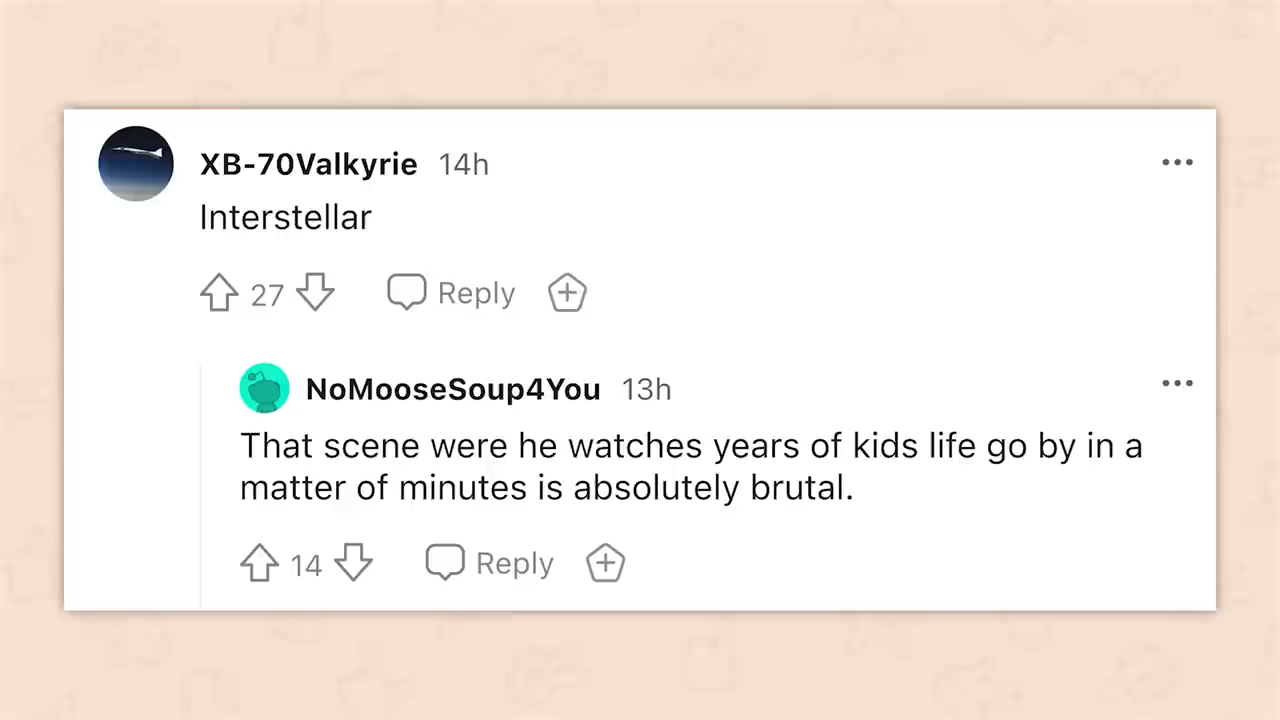 XB-70Valkyrie 14h
Interstellar
27 Reply
NoMooseSoup4You 13h
That scene were he watches years of kids life go by in a
matter of minutes is absolutely brutal.
14 Reply